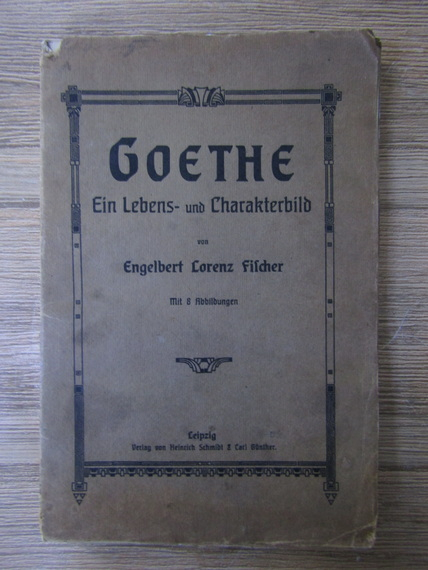 GOETHE
Ein Lebens- und Charakterbild
von
Engelbert Lorenz Fiſcher
Mit 8 Abbildungen
Leipzig
Verlag von Heinrich Schmidt & Carl Günther.